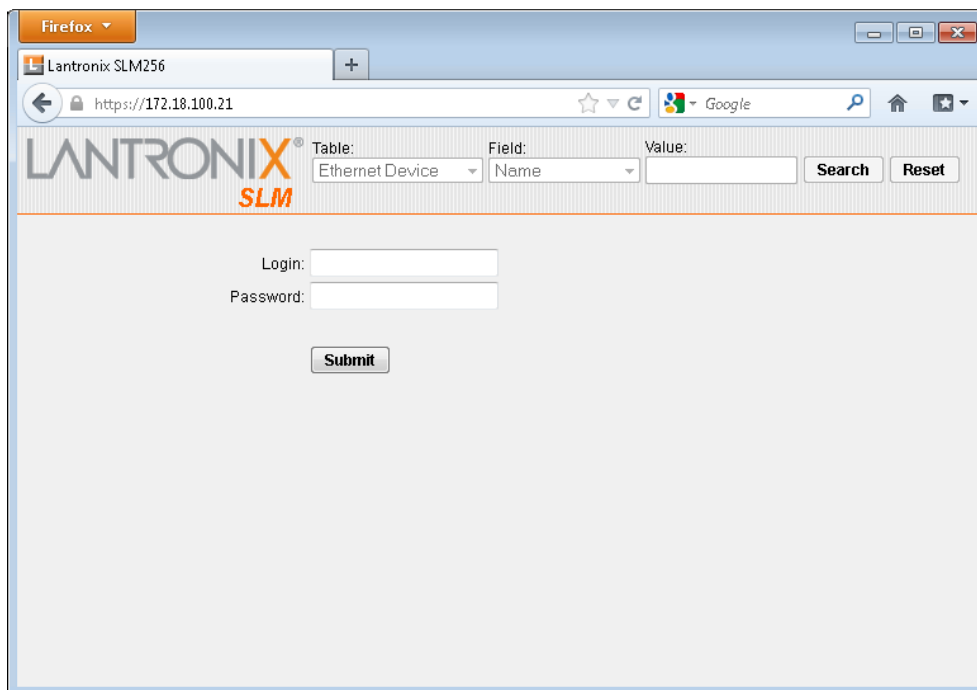 Firefox
Lantronix SLM256
https://172.18.100.21
Google
LANTRONIX®
SLM
Table: Field: Value:
Ethernet Device Name Search Reset
Login:
Password:
Submit